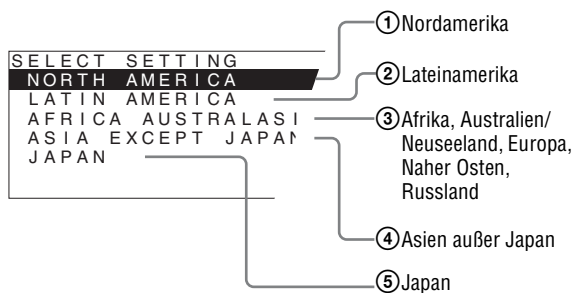 SELECT SETTING
NORTH AMERICA
LATIN AMERICA
AFRICA AUSTRALASI
ASIA EXCEPT JAPAN
JAPAN
①Nordamerika
②Lateinamerika
③Afrika, Australien/
Neuseeland, Europa,
Naher Osten,
Russland
④Asien außer Japan
⑤Japan